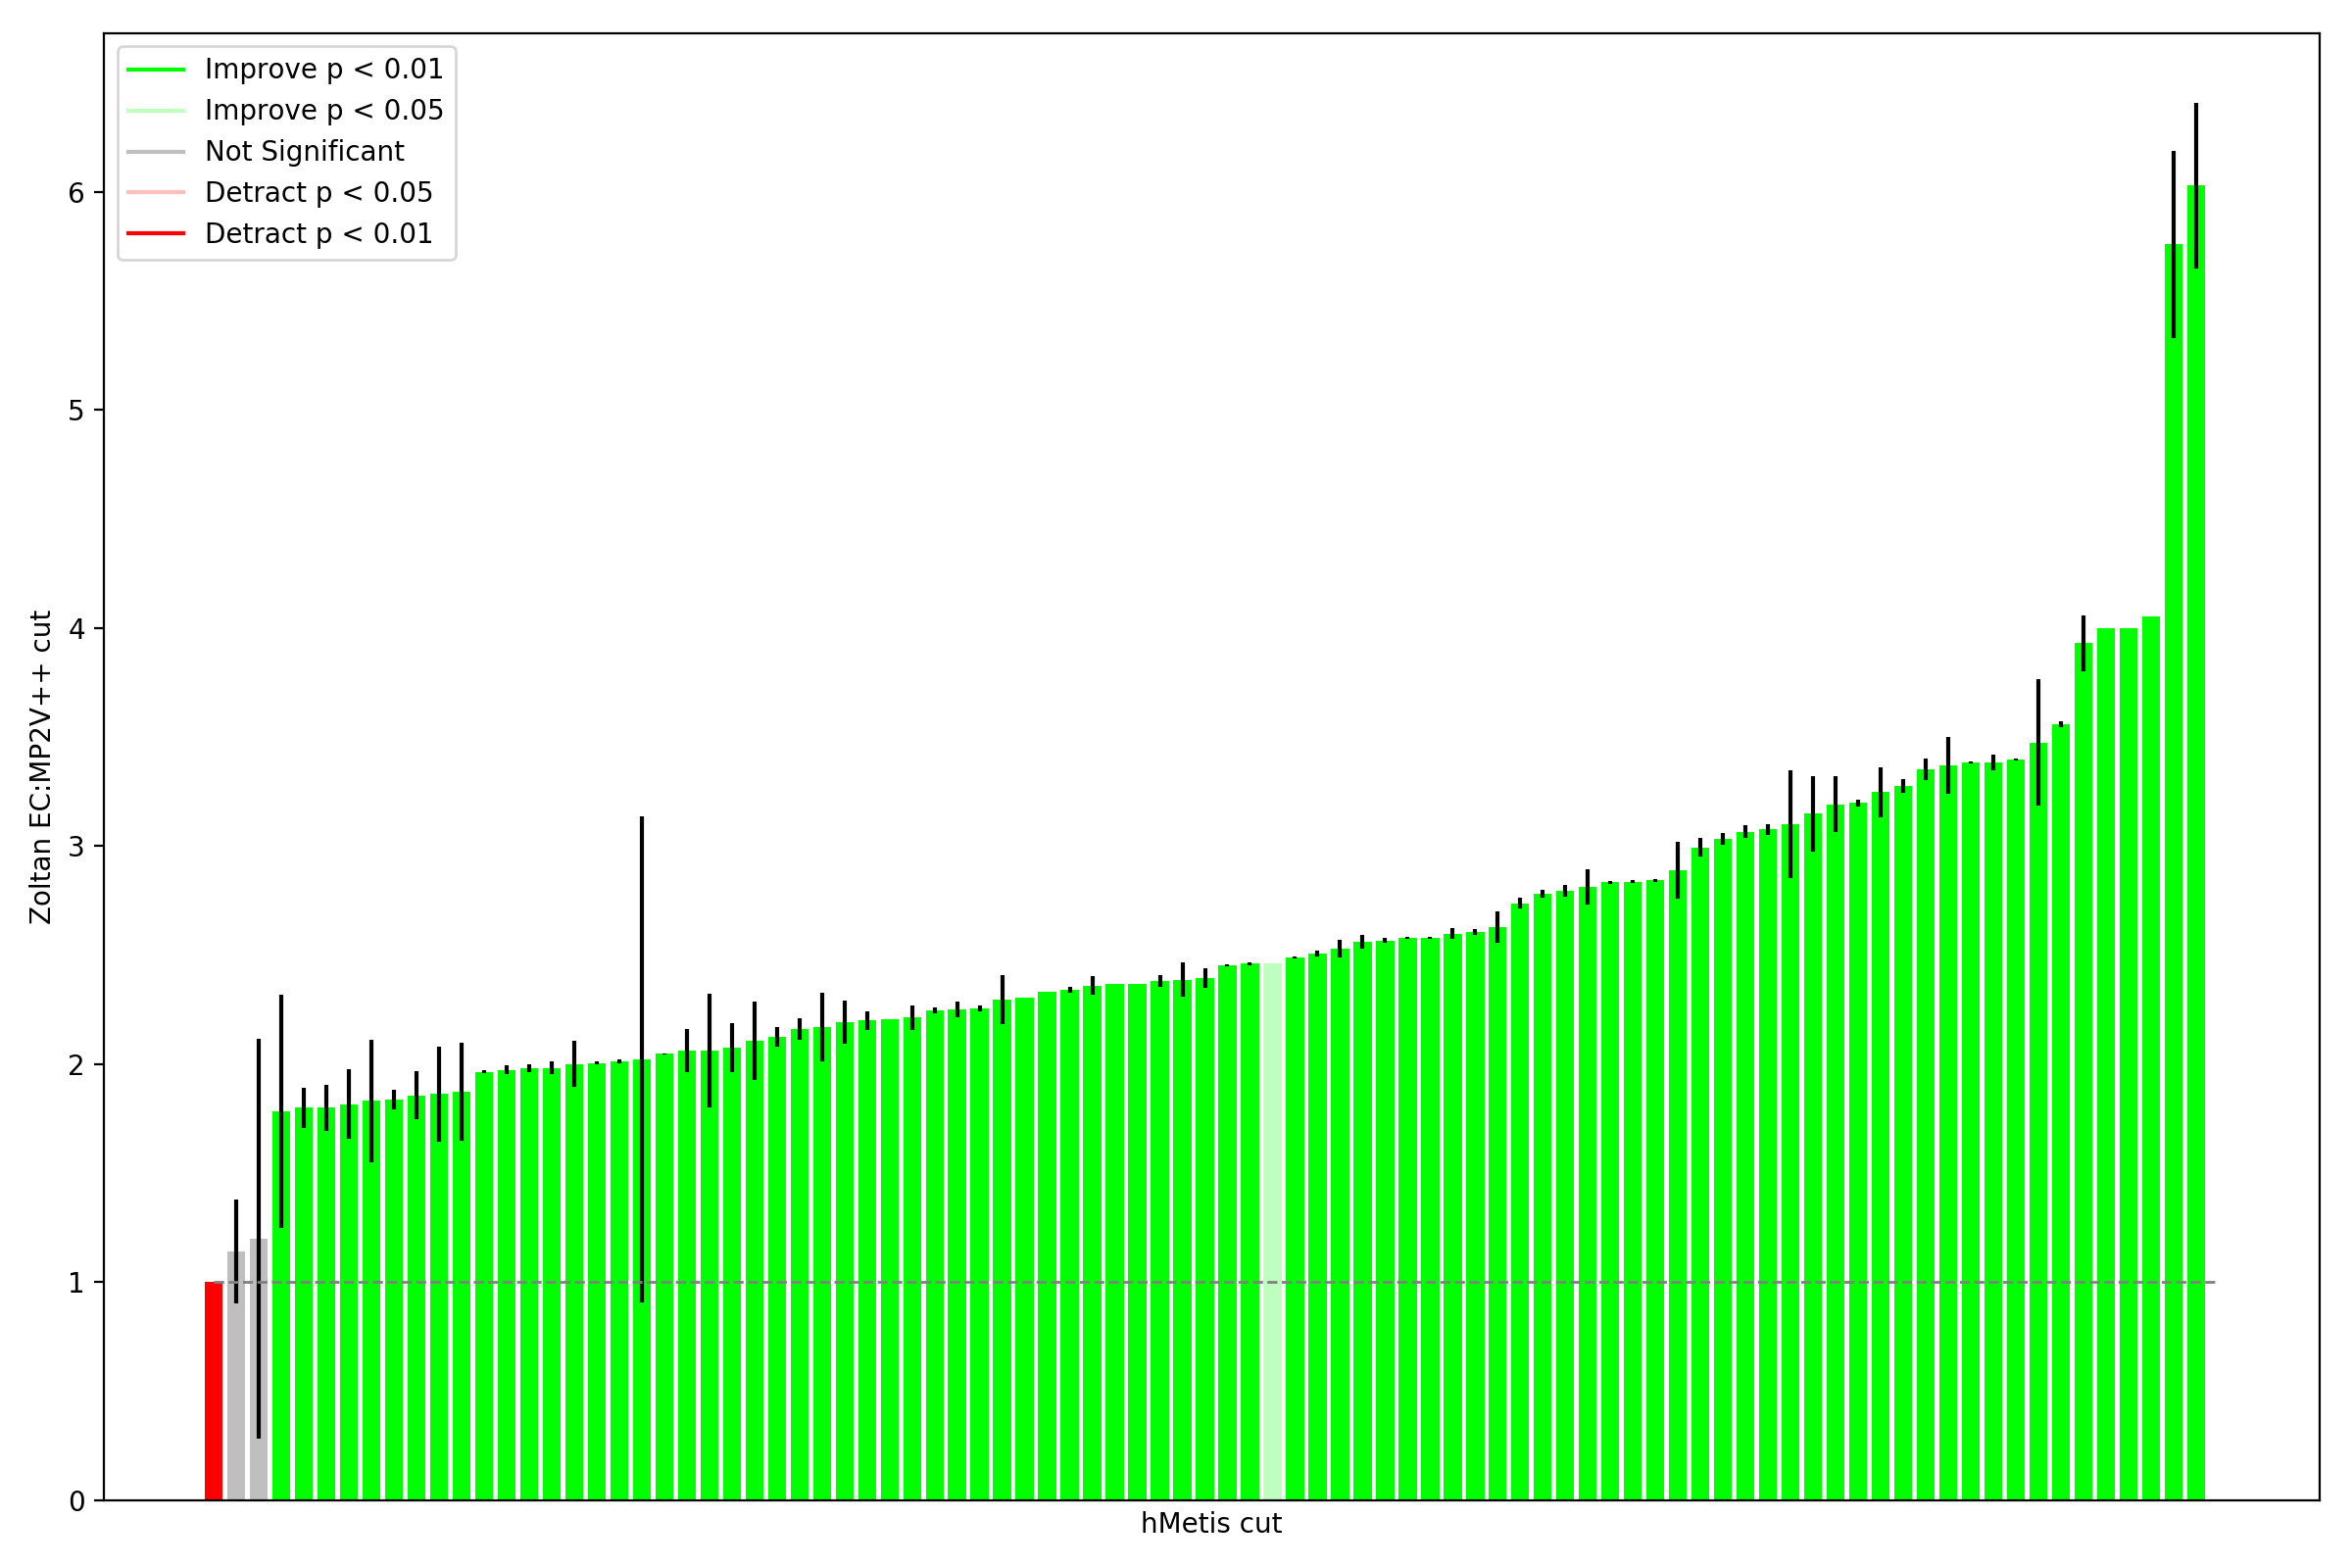 Improve p < 0.01
Improve p < 0.05
Not Significant
Detract p < 0.05
Detract p < 0.01
6
5
4
3
2
1
0
Zoltan EC:MP2V++ cut
hMetis cut